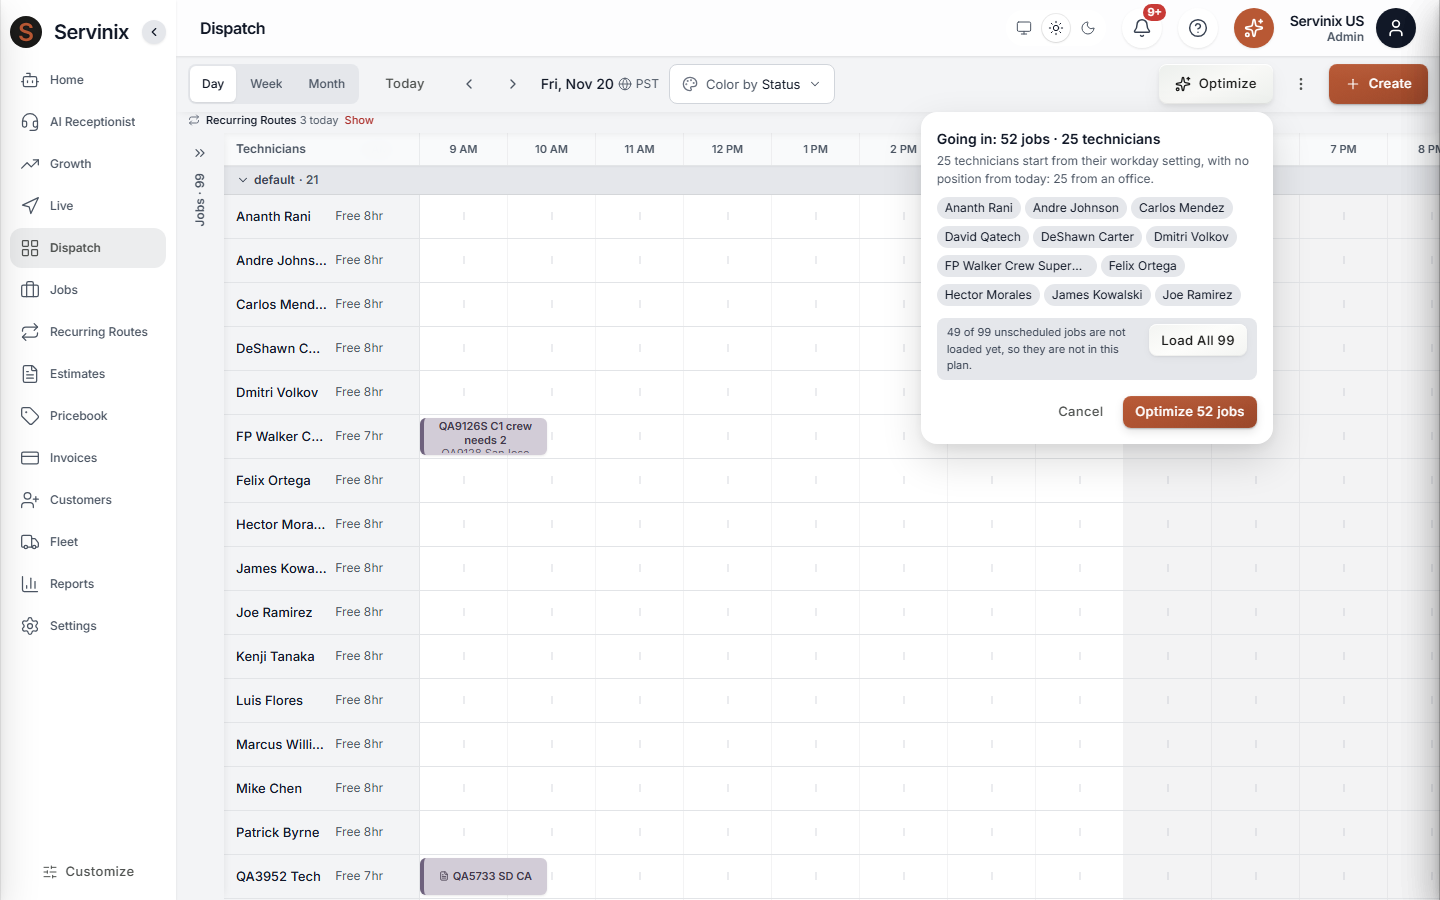 Servinix
Home
AI Receptionist
Growth
Live
Dispatch
Jobs
Recurring Routes
Estimates
Pricebook
Invoices
Customers
Fleet
Reports
Settings
Customize
Dispatch
9+
Servinix US
Admin
Day
Week
Month
Today
Fri, Nov 20
PST
Color by Status
Optimize
Create
Recurring Routes 3 today Show
Jobs · 99
Technicians
9 AM
10 AM
11 AM
12 PM
1 PM
2 PM
7 PM
8 PM
default · 21
Ananth Rani Free 8hr
Andre Johns... Free 8hr
Carlos Mend... Free 8hr
DeShawn C... Free 8hr
Dmitri Volkov Free 8hr
FP Walker C... Free 7hr
QA9126S C1 crew
needs 2
QA9128 San Jose
Felix Ortega Free 8hr
Hector Mora... Free 8hr
James Kowa... Free 8hr
Joe Ramirez Free 8hr
Kenji Tanaka Free 8hr
Luis Flores Free 8hr
Marcus Willi... Free 8hr
Mike Chen Free 8hr
Patrick Byrne Free 8hr
QA3952 Tech Free 7hr
QA5733 SD CA
Going in: 52 jobs · 25 technicians
25 technicians start from their workday setting, with no
position from today: 25 from an office.
Ananth Rani
Andre Johnson
Carlos Mendez
David Qatech
DeShawn Carter
Dmitri Volkov
FP Walker Crew Super...
Felix Ortega
Hector Morales
James Kowalski
Joe Ramirez
49 of 99 unscheduled jobs are not
loaded yet, so they are not in this
plan.
Load All 99
Cancel
Optimize 52 jobs